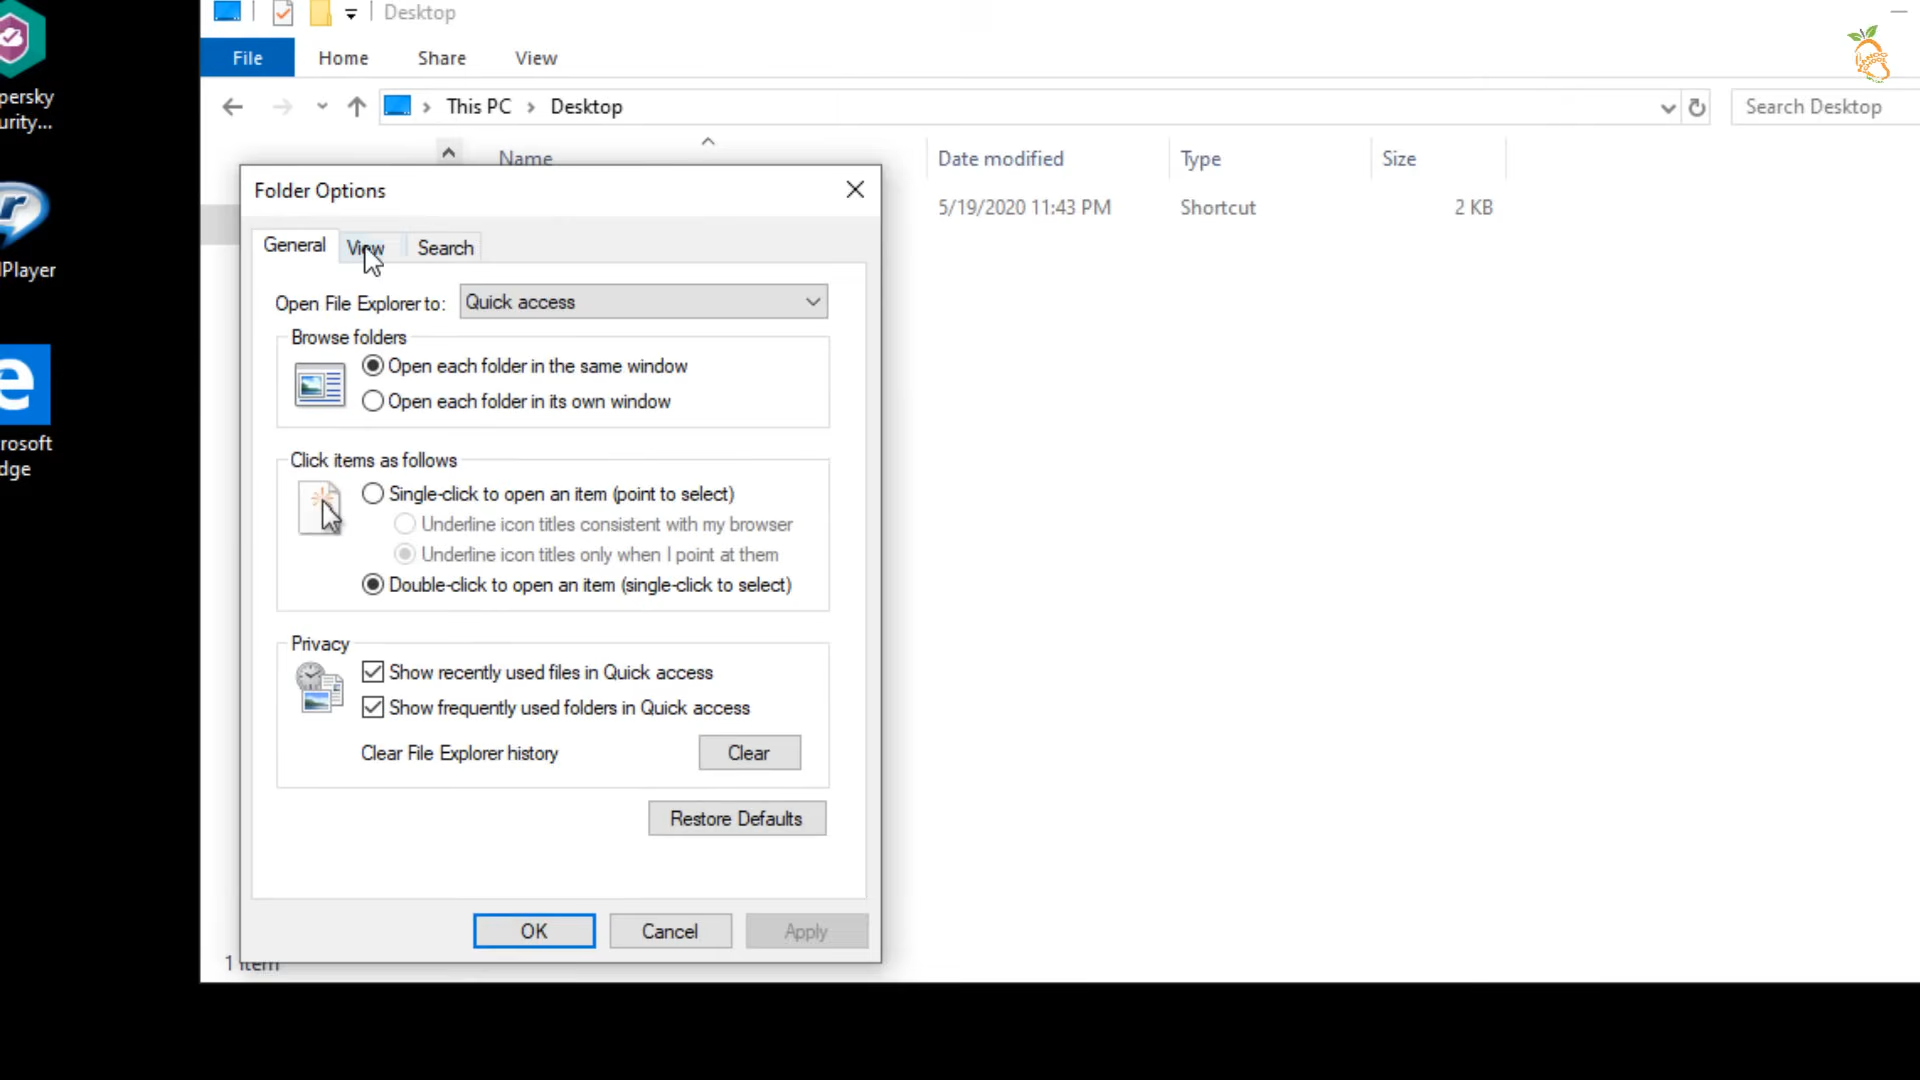 Desktop
File Home Share View
This PC Desktop
Search Desktop
Name Date modified Type Size
5/19/2020 11:43 PM Shortcut 2 KB
persky
urity...
Player
rosoft
dge
Folder Options
General View Search
Open File Explorer to: Quick access
Browse folders
Open each folder in the same window
Open each folder in its own window
Click items as follows
Single-click to open an item (point to select)
Underline icon titles consistent with my browser
Underline icon titles only when I point at them
Double-click to open an item (single-click to select)
Privacy
Show recently used files in Quick access
Show frequently used folders in Quick access
Clear File Explorer history Clear
Restore Defaults
OK Cancel Apply
1 item